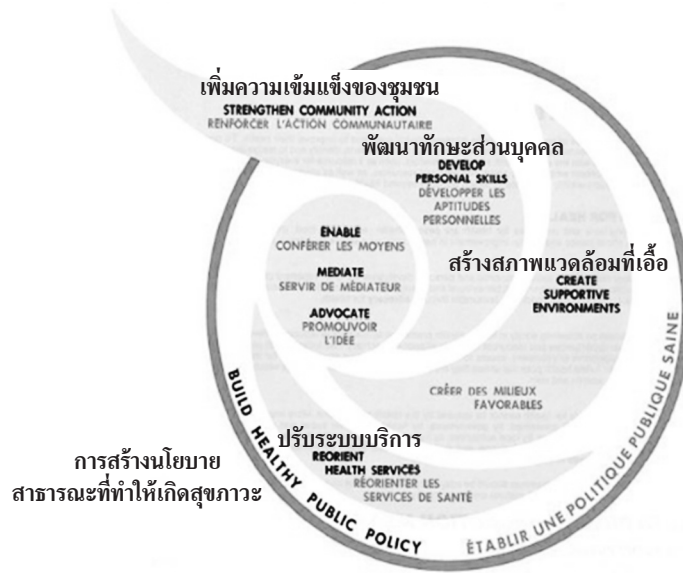 เพิ่มความเข้มแข็งของชุมชน
STRENGTHEN COMMUNITY ACTION
RENFORCER L'ACTION COMMUNAUTAIRE
พัฒนาทักษะส่วนบุคคล
DEVELOP
PERSONAL SKILLS
DÉVELOPPER LES
APTITUDES
PERSONNELLES
ENABLE
CONFÉRER LES MOYENS
MEDIATE
SERVIR DE MÉDIATEUR
ADVOCATE
PROMOUVOIR
L'IDÉE
สร้างสภาพแวดล้อมที่เอื้อ
CREATE
SUPPORTIVE
ENVIRONMENTS
CRÉER DES MILIEUX
FAVORABLES
ปรับระบบบริการ
REORIENT
HEALTH SERVICES
RÉORIENTER LES
SERVICES DE SANTÉ
การสร้างนโยบาย
สาธารณะที่ทำให้เกิดสุขภาวะ
BUILD HEALTHY PUBLIC POLICY
ÉTABLIR UNE POLITIQUE PUBLIQUE SAINE